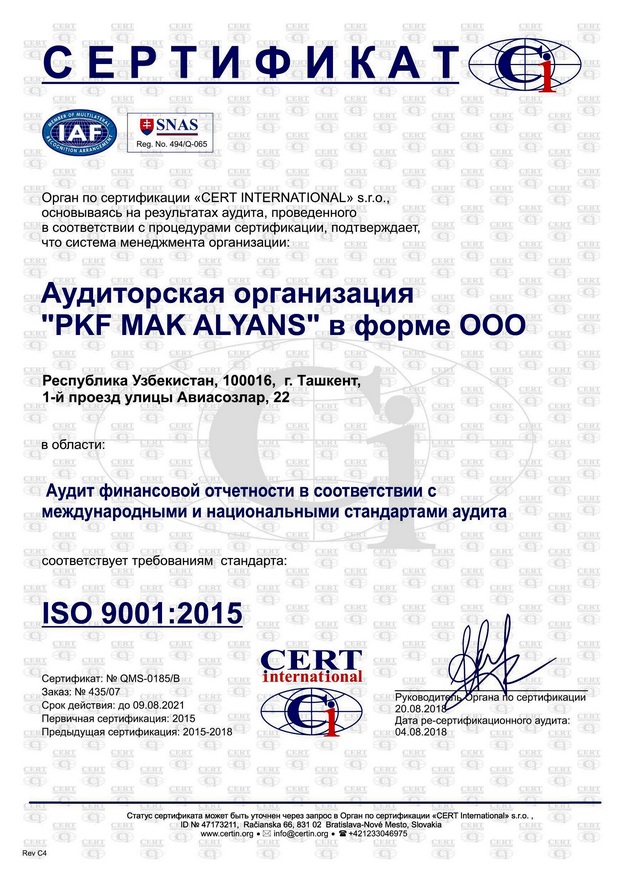 СЕРТИФИКАТ
Ci
MEMBER OF MULTILATERAL
IAF
RECOGNITION ARRANGEMENT
SNAS
Reg. No. 494/Q-065
Орган по сертификации «CERT INTERNATIONAL» s.r.o.,
основываясь на результатах аудита, проведенного
в соответствии с процедурами сертификации, подтверждает,
что система менеджмента организации:
Аудиторская организация
"PKF MAK ALYANS" в форме ООО
Республика Узбекистан, 100016, г. Ташкент,
1-й проезд улицы Авиасозлар, 22
в области:
Аудит финансовой отчетности в соответствии с
международными и национальными стандартами аудита
соответствует требованиям стандарта:
ISO 9001:2015
CERT
international
Ci
Сертификат: № QMS-0185/B
Заказ: № 435/07
Срок действия: до 09.08.2021
Первичная сертификация: 2015
Предыдущая сертификация: 2015-2018
Руководитель Органа по сертификации
20.08.2018
Дата ре-сертификационного аудита:
04.08.2018
Статус сертификата может быть уточнен через запрос в Орган по сертификации «CERT International» s.r.o. ,
ID № 47173211, Račianska 66, 831 02 Bratislava-Nové Mesto, Slovakia
www.certin.org • ✉ info@certin.org • ☎ +421233046975
Rev C4